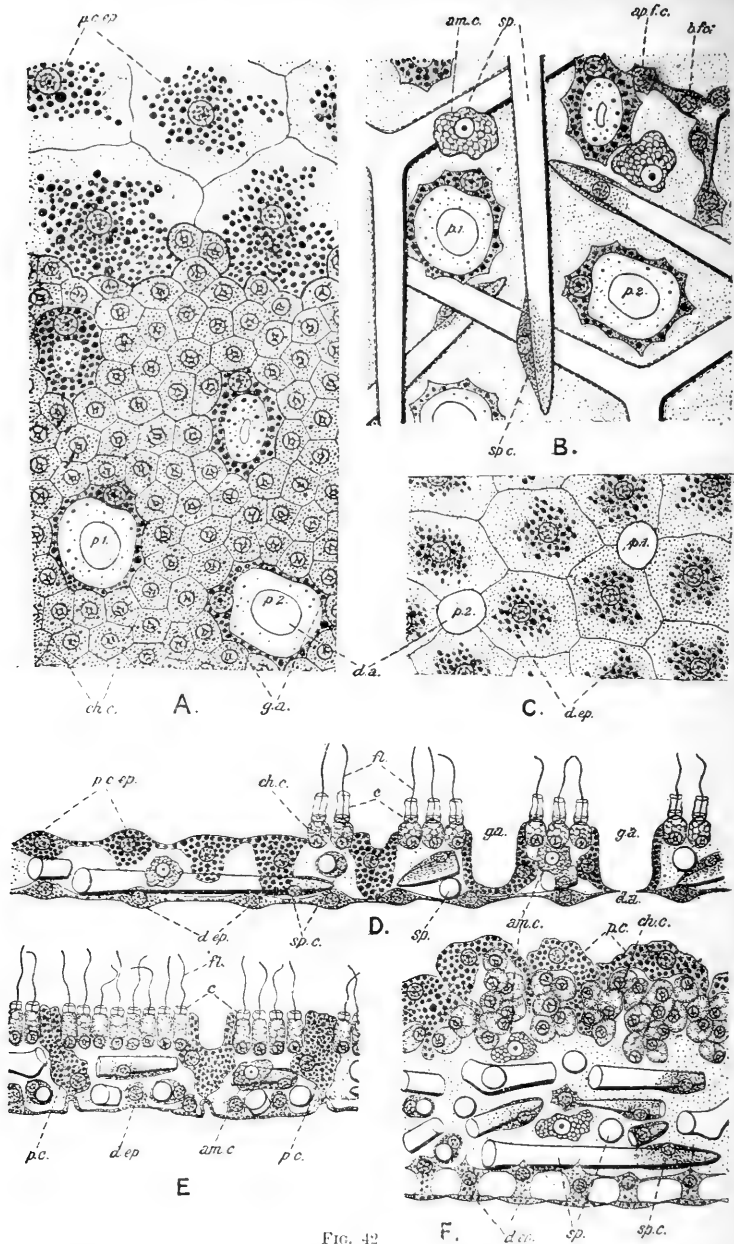 p.c.ep.
A.
p.1.
p.2.
d.a.
ch.c.
g.a.
am.c.
sp.
ap.f.c.
p.1.
p.2.
sp.c.
B.
p.1.
p.2.
C.
d.ep.
p.c.ep.
ch.c.
fl.
c.
g.a.
g.a.
d.a.
d.ep.
sp.c.
D.
sp.
am.c.
p.c.
ch.c.
fl.
c.
p.c.
d.ep
am.c
p.c.
E
d.ep.
sp.
sp.c.
F.
FIG. 42